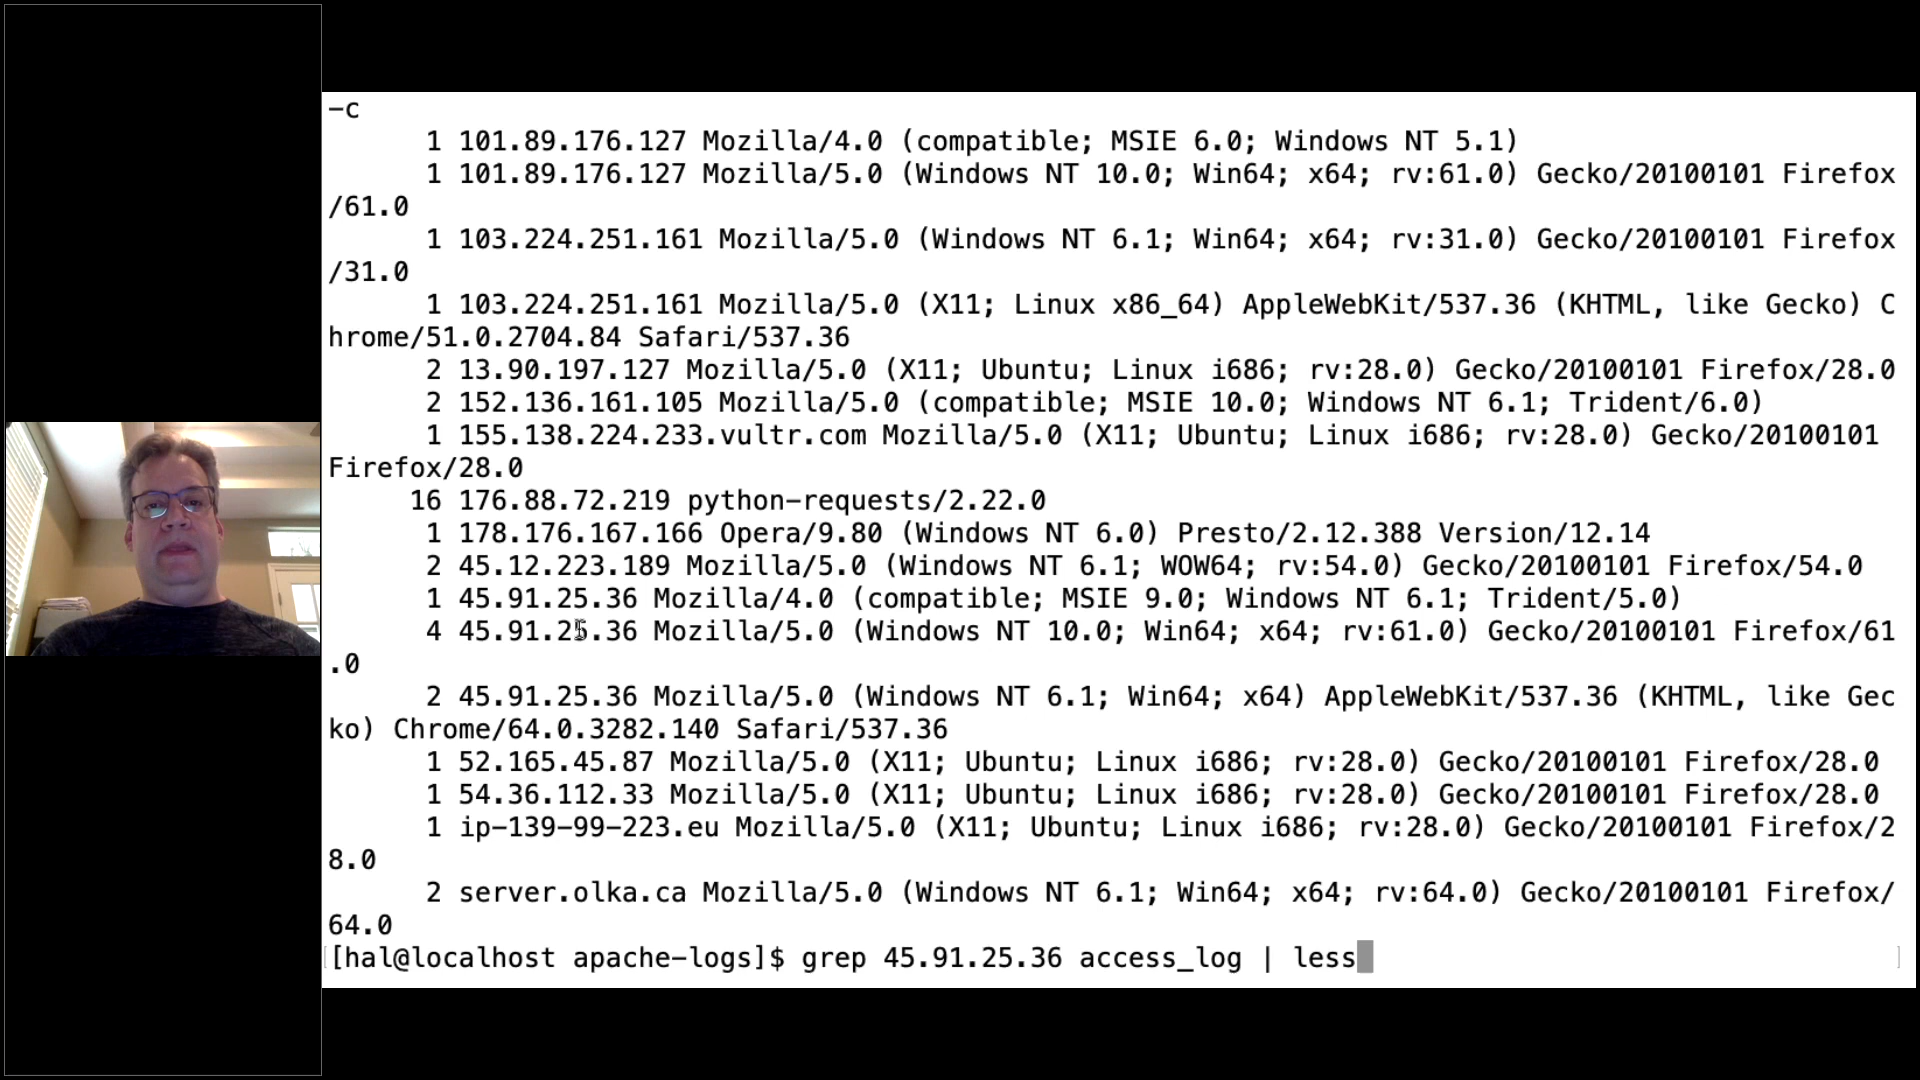 -c
1 101.89.176.127 Mozilla/4.0 (compatible; MSIE 6.0; Windows NT 5.1)
1 101.89.176.127 Mozilla/5.0 (Windows NT 10.0; Win64; x64; rv:61.0) Gecko/20100101 Firefox
/61.0
1 103.224.251.161 Mozilla/5.0 (Windows NT 6.1; Win64; x64; rv:31.0) Gecko/20100101 Firefox
/31.0
1 103.224.251.161 Mozilla/5.0 (X11; Linux x86_64) AppleWebKit/537.36 (KHTML, like Gecko) C
hrome/51.0.2704.84 Safari/537.36
2 13.90.197.127 Mozilla/5.0 (X11; Ubuntu; Linux i686; rv:28.0) Gecko/20100101 Firefox/28.0
2 152.136.161.105 Mozilla/5.0 (compatible; MSIE 10.0; Windows NT 6.1; Trident/6.0)
1 155.138.224.233.vultr.com Mozilla/5.0 (X11; Ubuntu; Linux i686; rv:28.0) Gecko/20100101
Firefox/28.0
16 176.88.72.219 python-requests/2.22.0
1 178.176.167.166 Opera/9.80 (Windows NT 6.0) Presto/2.12.388 Version/12.14
2 45.12.223.189 Mozilla/5.0 (Windows NT 6.1; WOW64; rv:54.0) Gecko/20100101 Firefox/54.0
1 45.91.25.36 Mozilla/4.0 (compatible; MSIE 9.0; Windows NT 6.1; Trident/5.0)
4 45.91.25.36 Mozilla/5.0 (Windows NT 10.0; Win64; x64; rv:61.0) Gecko/20100101 Firefox/61
.0
2 45.91.25.36 Mozilla/5.0 (Windows NT 6.1; Win64; x64) AppleWebKit/537.36 (KHTML, like Gec
ko) Chrome/64.0.3282.140 Safari/537.36
1 52.165.45.87 Mozilla/5.0 (X11; Ubuntu; Linux i686; rv:28.0) Gecko/20100101 Firefox/28.0
1 54.36.112.33 Mozilla/5.0 (X11; Ubuntu; Linux i686; rv:28.0) Gecko/20100101 Firefox/28.0
1 ip-139-99-223.eu Mozilla/5.0 (X11; Ubuntu; Linux i686; rv:28.0) Gecko/20100101 Firefox/2
8.0
2 server.olka.ca Mozilla/5.0 (Windows NT 6.1; Win64; x64; rv:64.0) Gecko/20100101 Firefox/
64.0
[hal@localhost apache-logs]$ grep 45.91.25.36 access_log | less